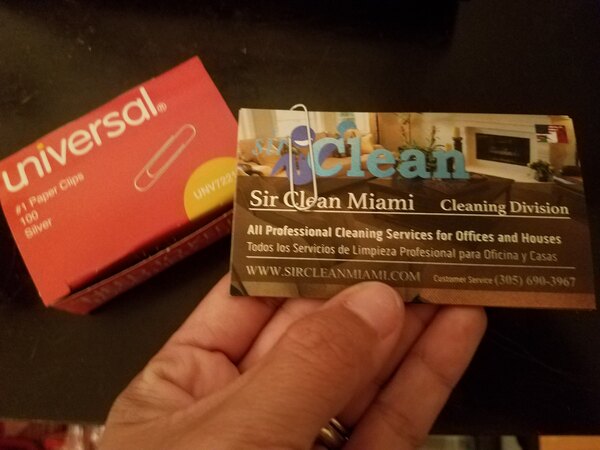 universal®
#1 Paper Clips
100
Silver
sir Clean
Sir Clean Miami Cleaning Division
All Professional Cleaning Services for Offices and Houses
Todos los Servicios de Limpieza Profesional para Oficina y Casas
WWW.SIRCLEANMIAMI.COM Customer Service (305) 690-3967